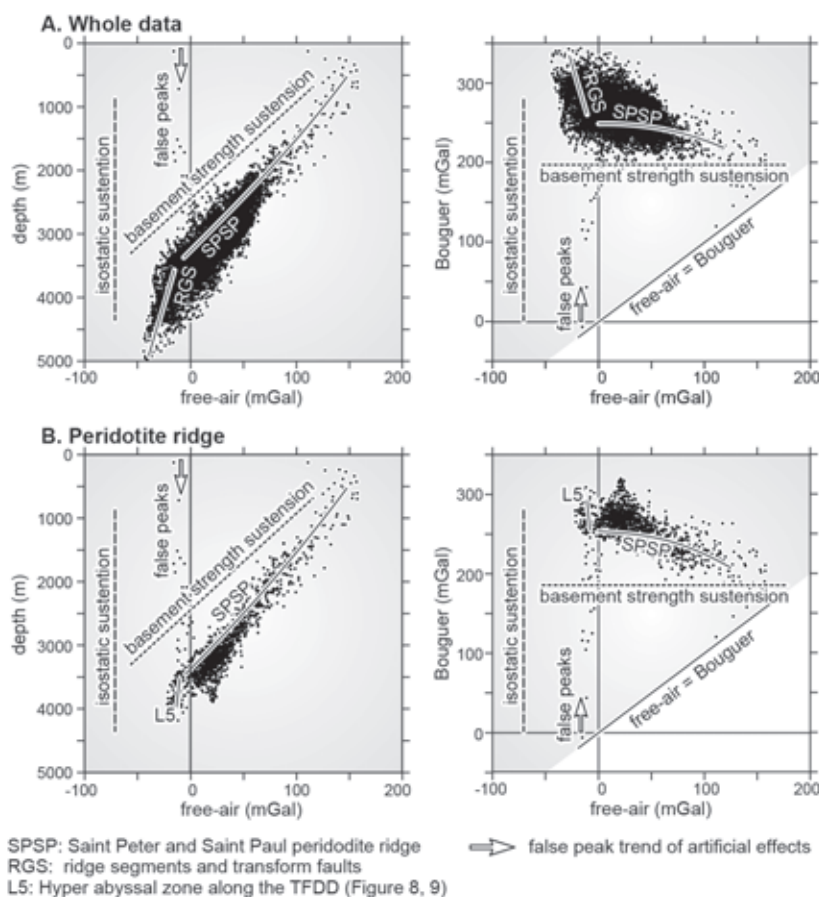 A. Whole data
0
1000
2000
3000
4000
5000
depth (m)
-100
0
100
200
free-air (mGal)
isostatic sustention
false peaks
basement strength sustension
SPSP
RGS
300
200
100
0
Bouguer (mGal)
-100
0
100
200
free-air (mGal)
isostatic sustention
false peaks
RGS
SPSP
basement strength sustension
free-air = Bouguer
B. Peridotite ridge
0
1000
2000
3000
4000
5000
depth (m)
-100
0
100
200
free-air (mGal)
isostatic sustention
false peaks
basement strength sustension
SPSP
L5
300
200
100
0
Bouguer (mGal)
-100
0
100
200
free-air (mGal)
isostatic sustention
false peaks
L5
SPSP
basement strength sustension
free-air = Bouguer
SPSP: Saint Peter and Saint Paul peridodite ridge
false peak trend of artificial effects
RGS: ridge segments and transform faults
L5: Hyper abyssal zone along the TFDD (Figure 8, 9)